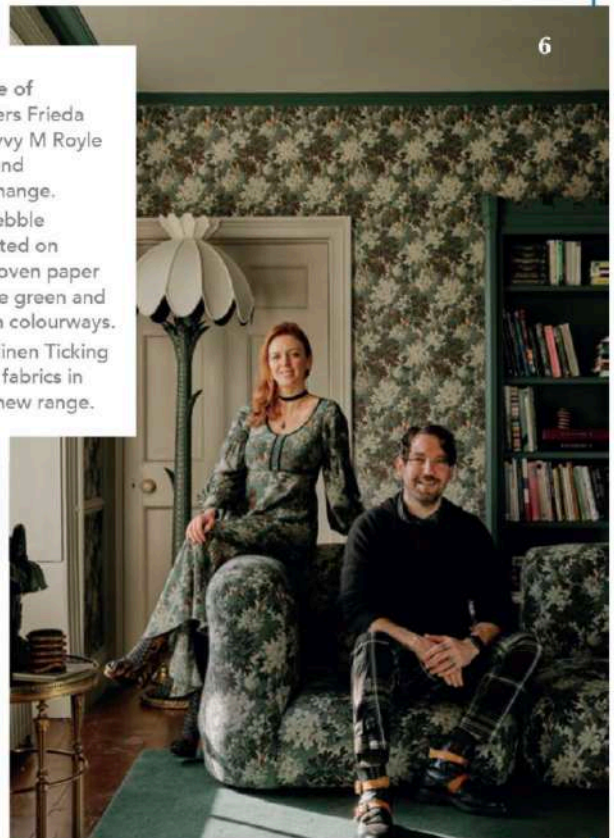 6
e of
ers Frieda
vy M Royle
nd
hange.
ebble
ted on
oven paper
e green and
n colourways.
inen Ticking
fabrics in
new range.